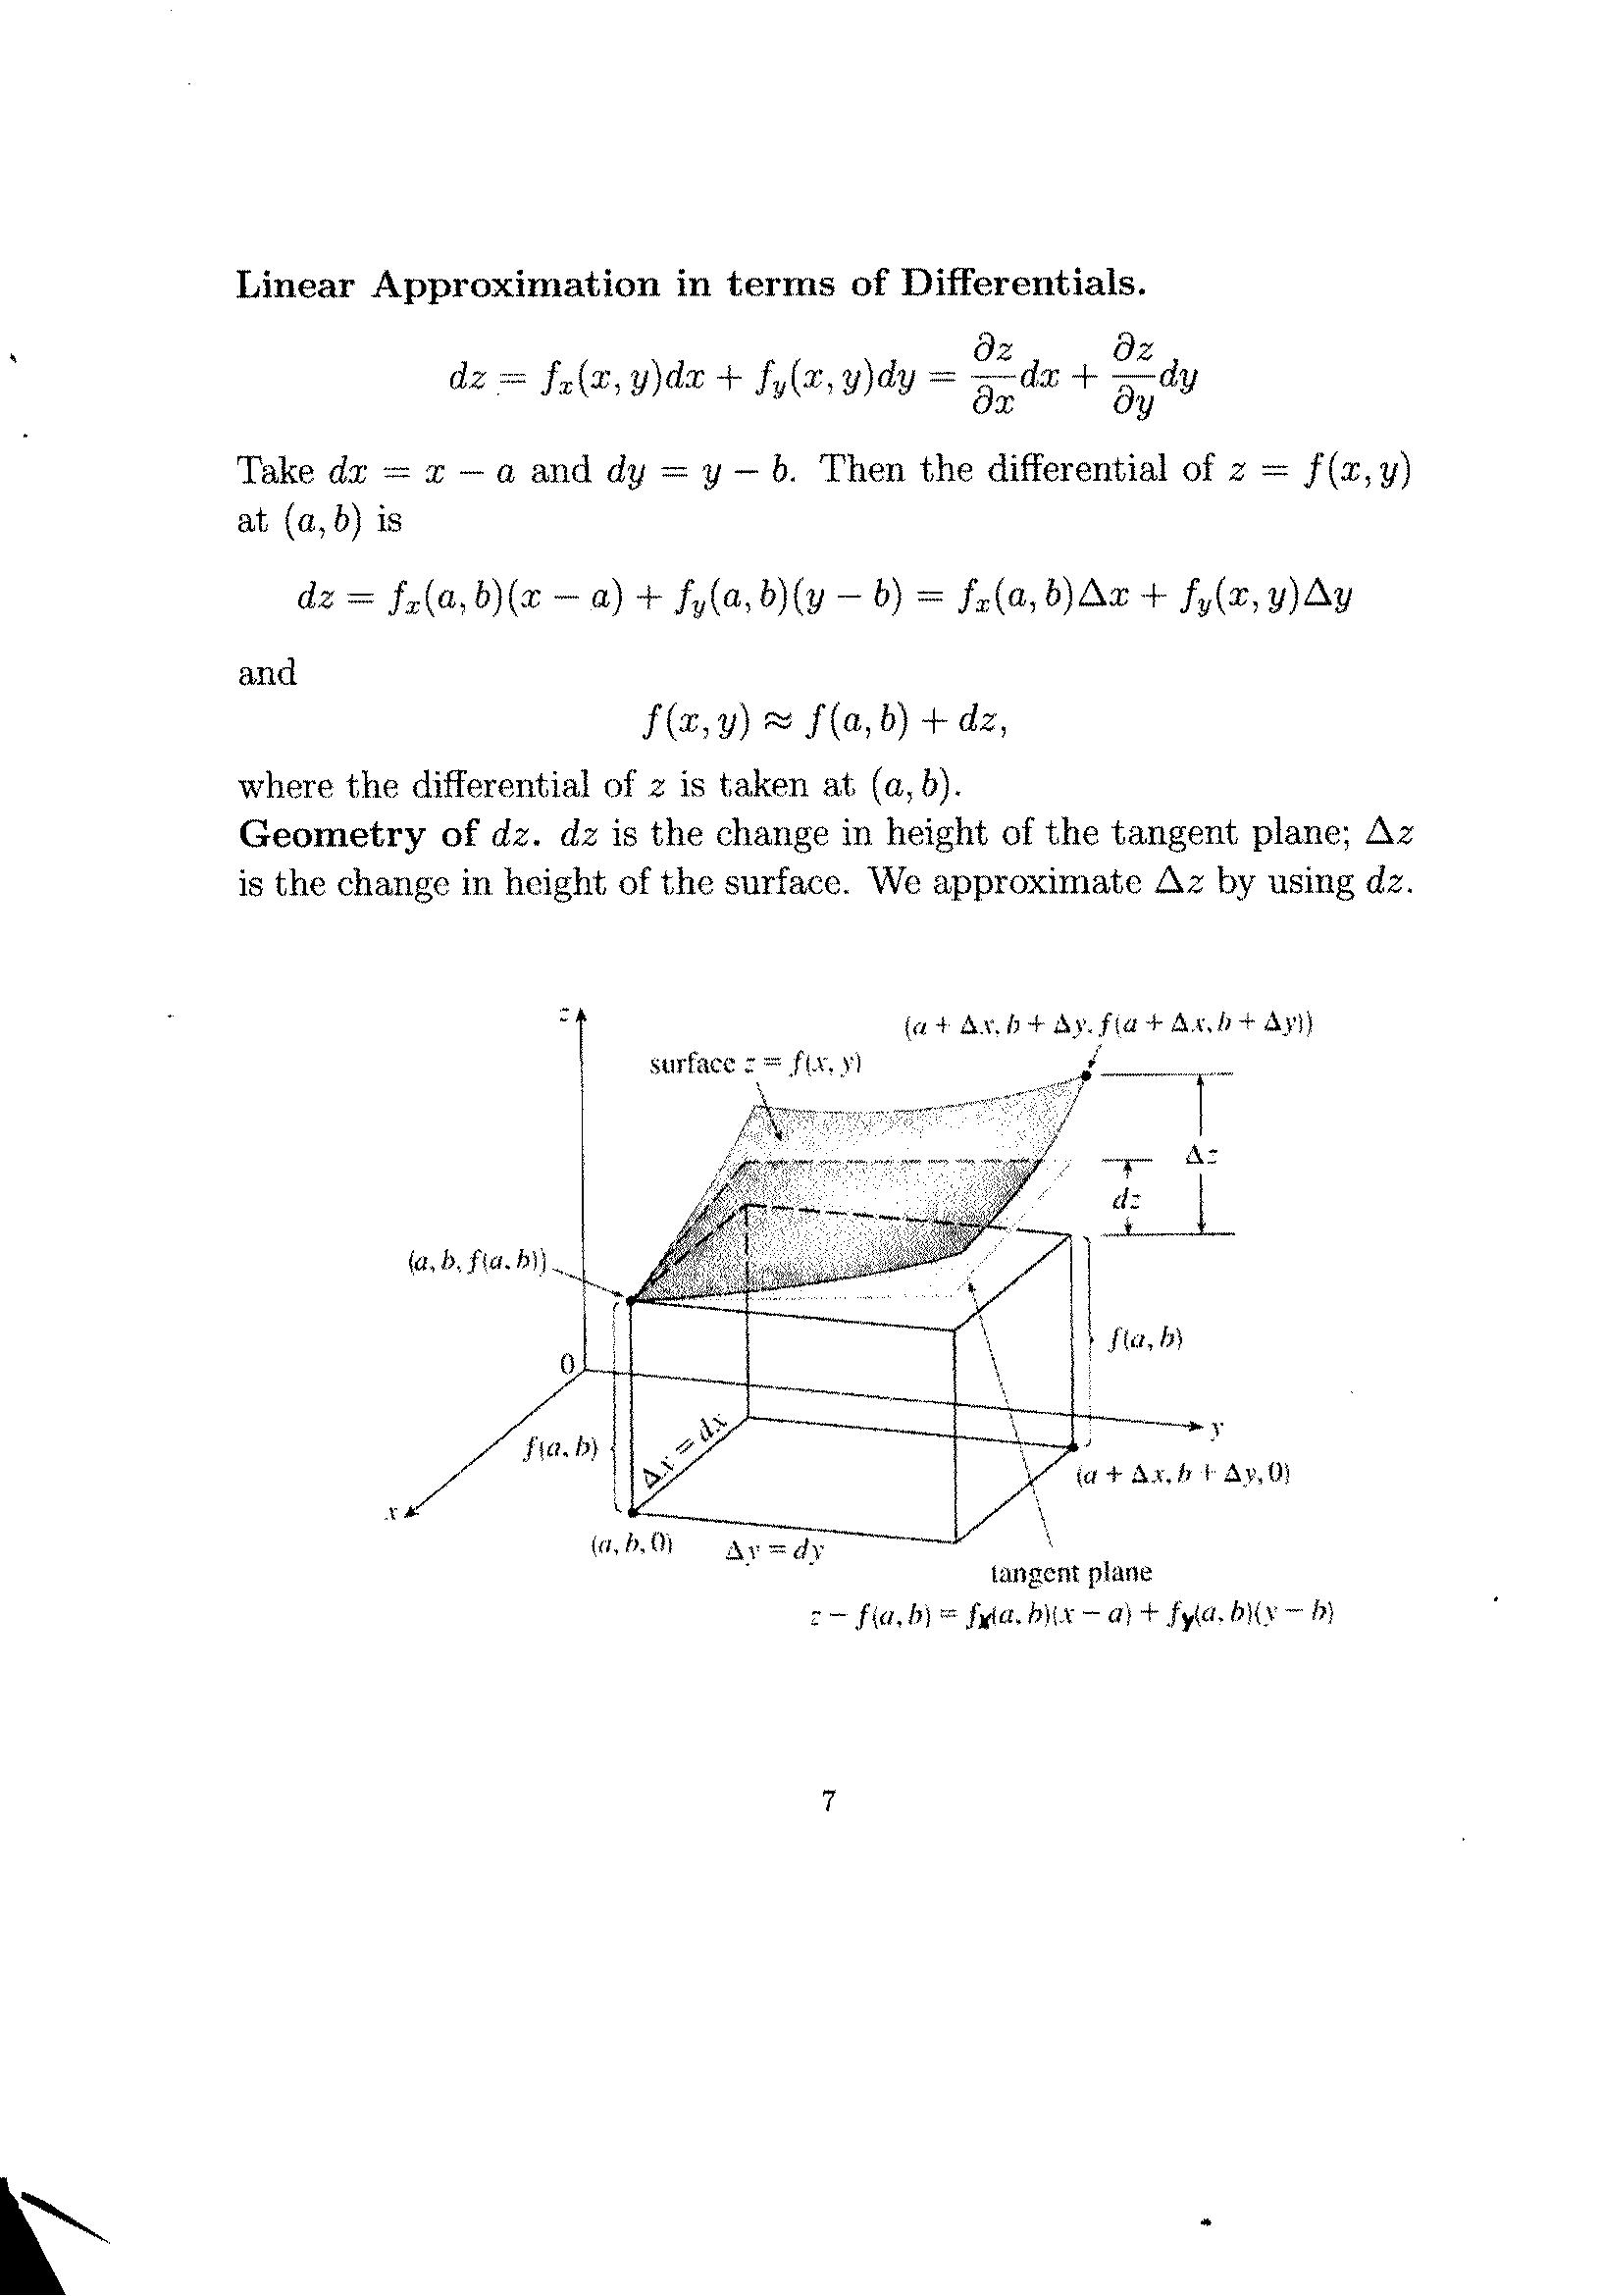 Linear Approximation in terms of Differentials.
dz = f_x(x, y)dx + f_y(x, y)dy = ∂z/∂x dx + ∂z/∂y dy
Take dx = x − a and dy = y − b. Then the differential of z = f(x, y)
at (a, b) is
dz = f_x(a, b)(x − a) + f_y(a, b)(y − b) = f_x(a, b)Δx + f_y(x, y)Δy
and
f(x, y) ≈ f(a, b) + dz,
where the differential of z is taken at (a, b).
Geometry of dz. dz is the change in height of the tangent plane; Δz
is the change in height of the surface. We approximate Δz by using dz.
z
(a + Δx, b + Δy, f(a + Δx, b + Δy))
surface z = f(x, y)
Δz
dz
(a, b, f(a, b))
f(a, b)
0
y
f(a, b)
Δx = dx
(a + Δx, b + Δy, 0)
x
(a, b, 0)
Δy = dy
tangent plane
z − f(a, b) = f_x(a, b)(x − a) + f_y(a, b)(y − b)
7